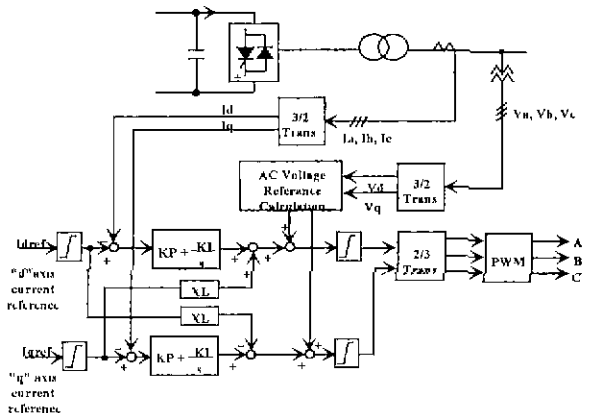 Id
Iq
3/2
Trans
Ia, Ib, Ic
Va, Vb, Vc
AC Voltage
Reference
Calculation
Vd
Vq
3/2
Trans
Idref
"d" axis
current
reference
KP + KI
s
XL
XL
2/3
Trans
PWM
A
B
C
Iqref
"q" axis
current
reference
KP + KI
s